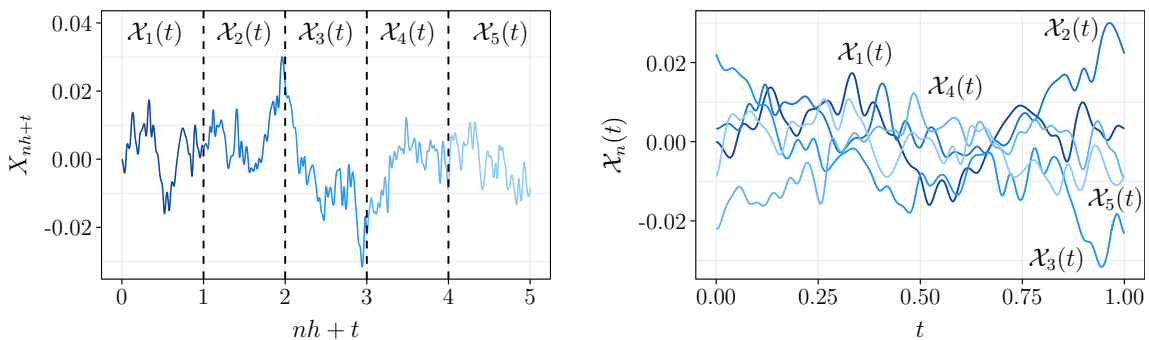 0.04
0.02
0.00
-0.02
X_{nh+t}
𝒳₁(t) 𝒳₂(t) 𝒳₃(t) 𝒳₄(t) 𝒳₅(t)
0 1 2 3 4 5
nh + t
0.02
0.00
-0.02
𝒳ₙ(t)
𝒳₂(t)
𝒳₁(t)
𝒳₄(t)
𝒳₅(t)
𝒳₃(t)
0.00 0.25 0.50 0.75 1.00
t